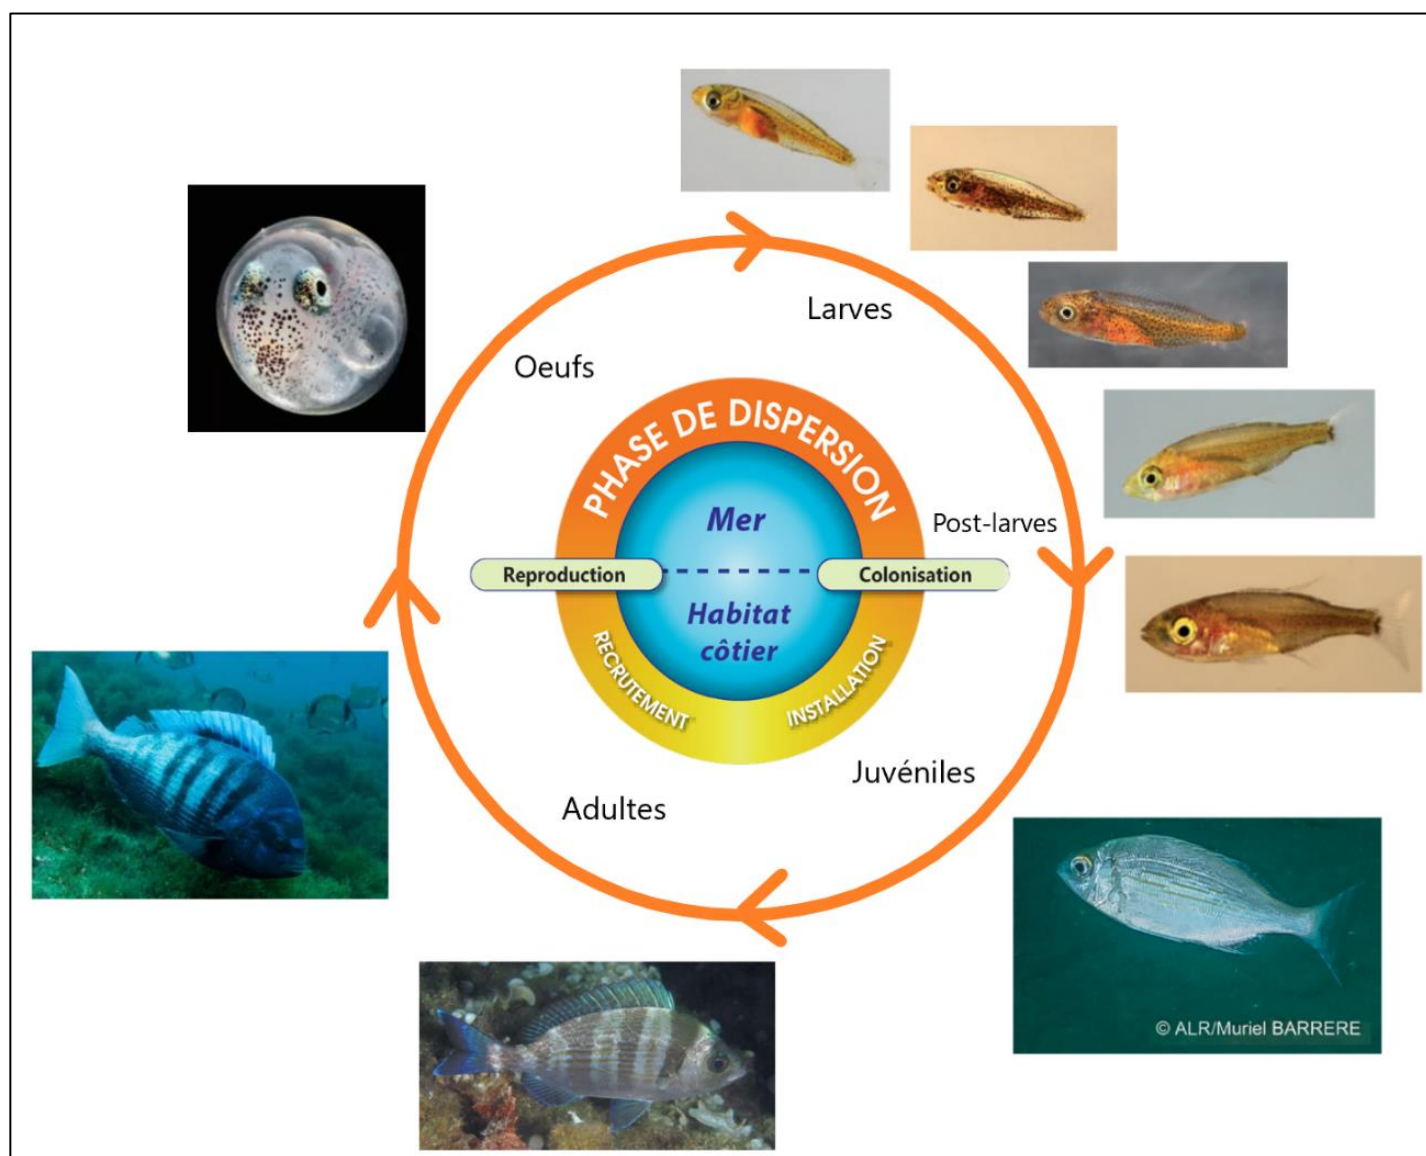 Larves
Oeufs
PHASE DE DISPERSION
Mer
Post-larves
Reproduction
Colonisation
Habitat
côtier
RECRUTEMENT
INSTALLATION
Juvéniles
Adultes
© ALR/Muriel BARRERE